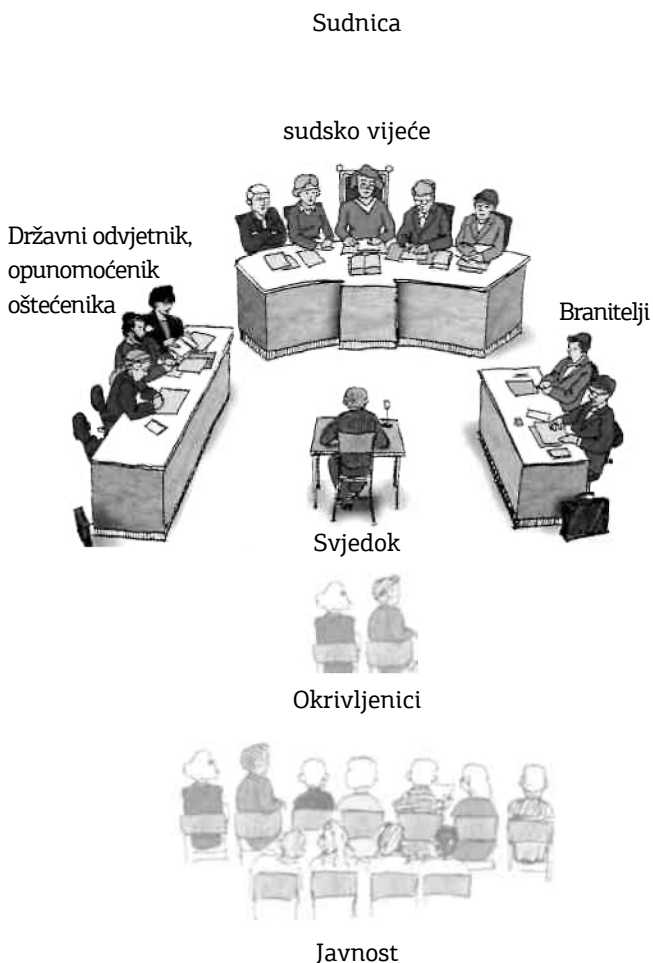 Sudnica
sudsko vijeće
Državni odvjetnik,
opunomoćenik
oštećenika
Branitelji
Svjedok
Okrivljenici
Javnost